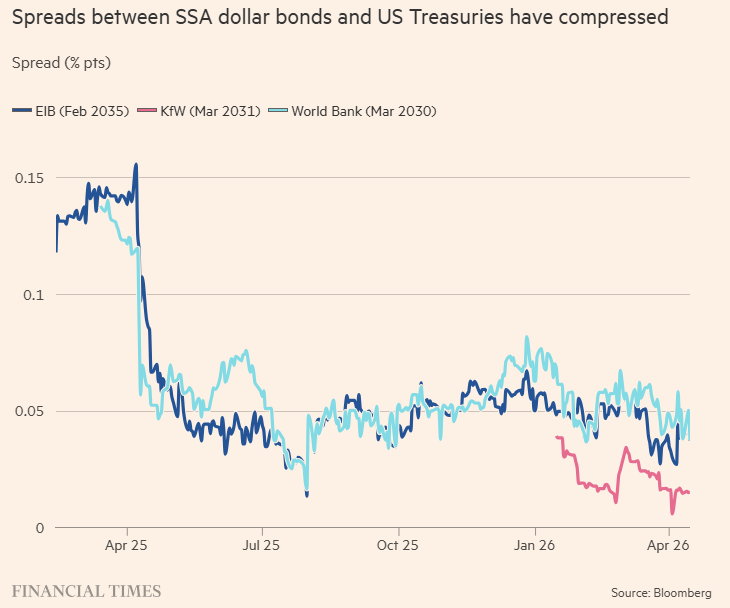 Spreads between SSA dollar bonds and US Treasuries have compressed
Spread (% pts)
EIB (Feb 2035) KfW (Mar 2031) World Bank (Mar 2030)
0.15
0.1
0.05
0
Apr 25 Jul 25 Oct 25 Jan 26 Apr 26
FINANCIAL TIMES Source: Bloomberg